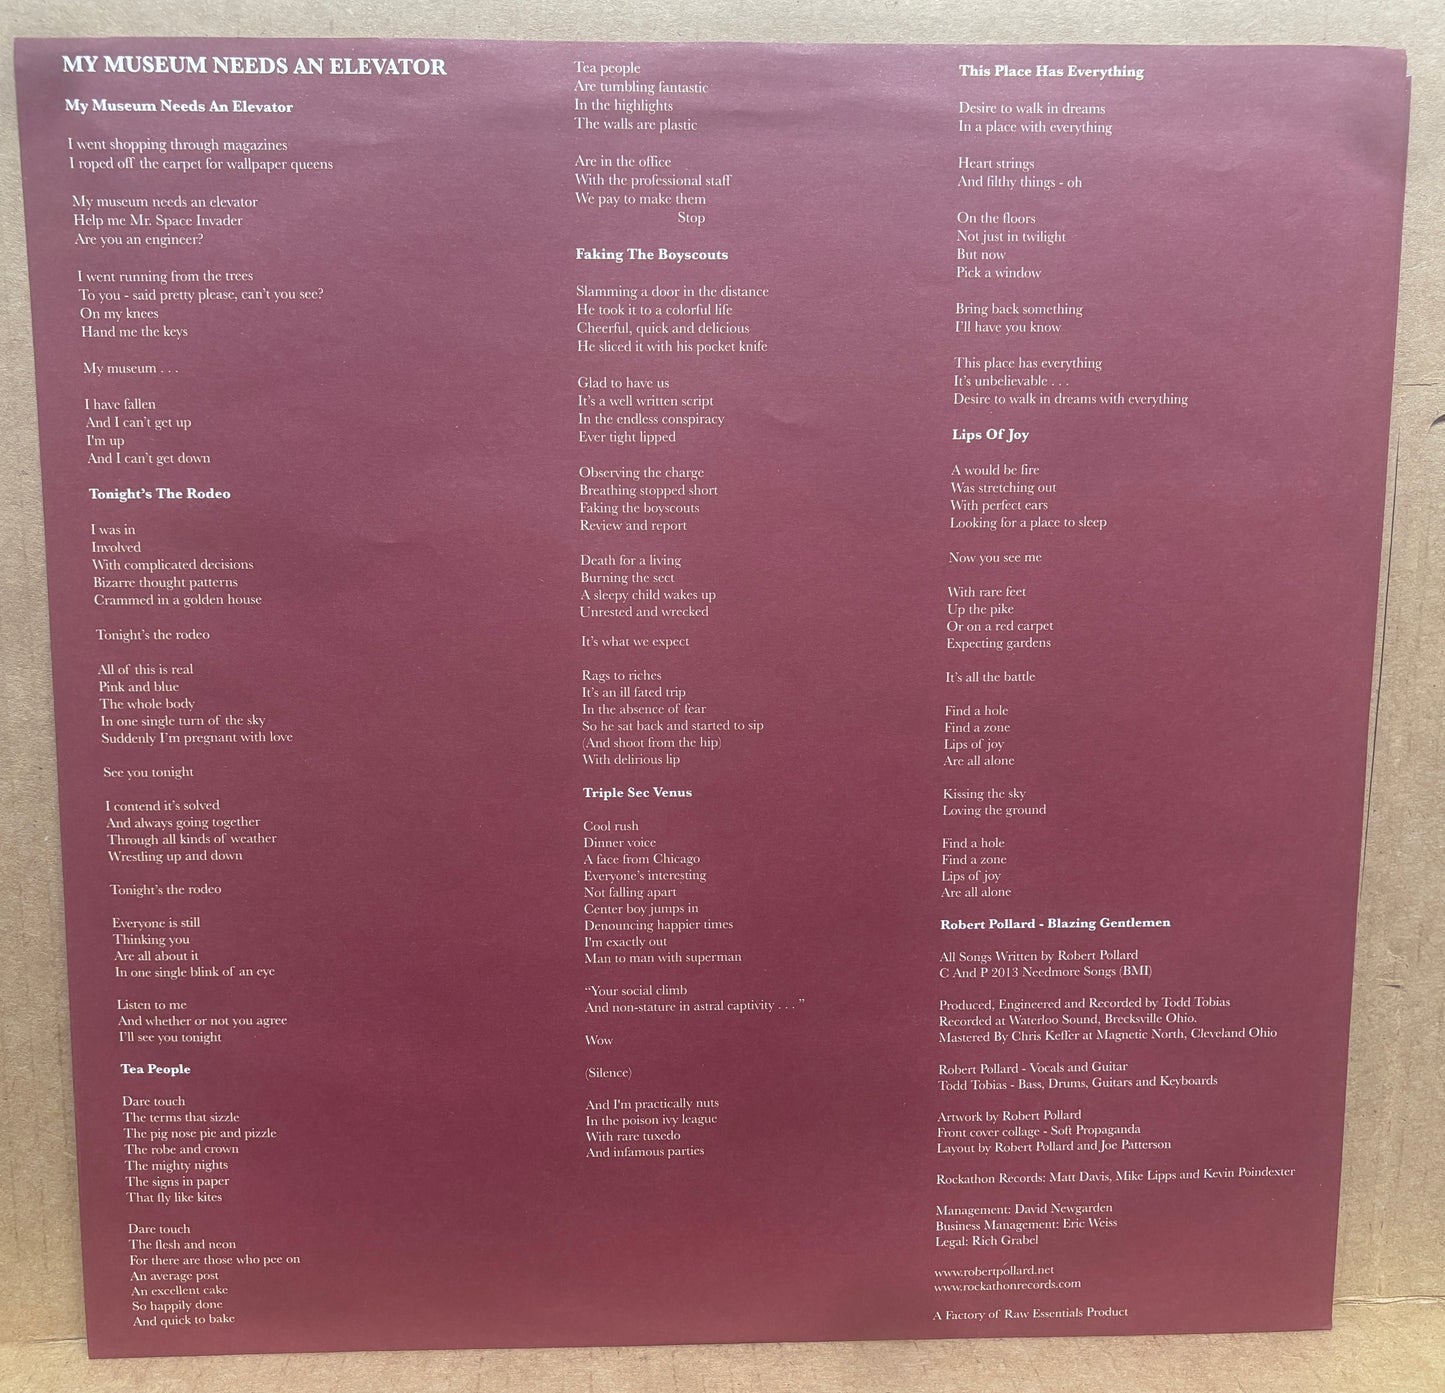 MY MUSEUM NEEDS AN ELEVATOR
My Museum Needs An Elevator
I went shopping through magazines
I roped off the carpet for wallpaper queens
My museum needs an elevator
Help me Mr. Space Invader
Are you an engineer?
I went running from the trees
To you - said pretty please, can't you see?
On my knees
Hand me the keys
My museum . . .
I have fallen
And I can't get up
I'm up
And I can't get down
Tonight's The Rodeo
I was in
Involved
With complicated decisions
Bizarre thought patterns
Crammed in a golden house
Tonight's the rodeo
All of this is real
Pink and blue
The whole body
In one single turn of the sky
Suddenly I'm pregnant with love
See you tonight
I contend it's solved
And always going together
Through all kinds of weather
Wrestling up and down
Tonight's the rodeo
Everyone is still
Thinking you
Are all about it
In one single blink of an eye
Listen to me
And whether or not you agree
I'll see you tonight
Tea People
Dare touch
The terms that sizzle
The pig nose pie and pizzle
The robe and crown
The mighty nights
The signs in paper
That fly like kites
Dare touch
The flesh and neon
For there are those who pee on
An average post
An excellent cake
So happily done
And quick to bake
Tea people
Are tumbling fantastic
In the highlights
The walls are plastic
Are in the office
With the professional staff
We pay to make them
Stop
Faking The Boyscouts
Slamming a door in the distance
He took it to a colorful life
Cheerful, quick and delicious
He sliced it with his pocket knife
Glad to have us
It's a well written script
In the endless conspiracy
Ever tight lipped
Observing the charge
Breathing stopped short
Faking the boyscouts
Review and report
Death for a living
Burning the sect
A sleepy child wakes up
Unrested and wrecked
It's what we expect
Rags to riches
It's an ill fated trip
In the absence of fear
So he sat back and started to sip
(And shoot from the hip)
With delirious lip
Triple Sec Venus
Cool rush
Dinner voice
A face from Chicago
Everyone's interesting
Not falling apart
Center boy jumps in
Denouncing happier times
I'm exactly out
Man to man with superman
"Your social climb
And non-stature in astral captivity . . ."
Wow
(Silence)
And I'm practically nuts
In the poison ivy league
With rare tuxedo
And infamous parties
This Place Has Everything
Desire to walk in dreams
In a place with everything
Heart strings
And filthy things - oh
On the floors
Not just in twilight
But now
Pick a window
Bring back something
I'll have you know
This place has everything
It's unbelievable . . .
Desire to walk in dreams with everything
Lips Of Joy
A would be fire
Was stretching out
With perfect ears
Looking for a place to sleep
Now you see me
With rare feet
Up the pike
Or on a red carpet
Expecting gardens
It's all the battle
Find a hole
Find a zone
Lips of joy
Are all alone
Kissing the sky
Loving the ground
Find a hole
Find a zone
Lips of joy
Are all alone
Robert Pollard - Blazing Gentlemen
All Songs Written by Robert Pollard
C And P 2013 Needmore Songs (BMI)
Produced, Engineered and Recorded by Todd Tobias
Recorded at Waterloo Sound, Brecksville Ohio.
Mastered By Chris Keffer at Magnetic North, Cleveland Ohio
Robert Pollard - Vocals and Guitar
Todd Tobias - Bass, Drums, Guitars and Keyboards
Artwork by Robert Pollard
Front cover collage - Soft Propaganda
Layout by Robert Pollard and Joe Patterson
Rockathon Records: Matt Davis, Mike Lipps and Kevin Poindexter
Management: David Newgarden
Business Management: Eric Weiss
Legal: Rich Grabel
www.robertpollard.net
www.rockathonrecords.com
A Factory of Raw Essentials Product